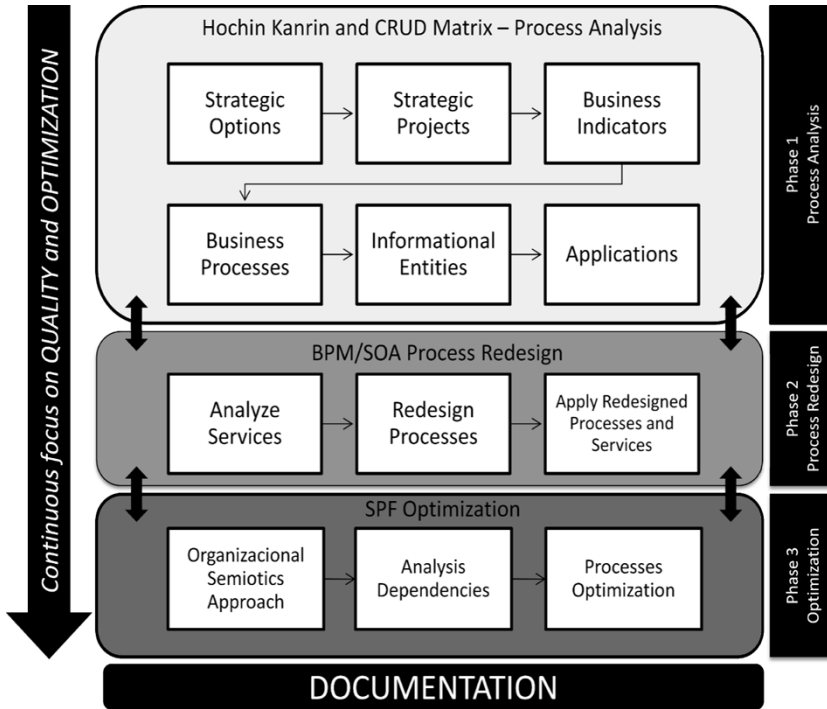 Hochin Kanrin and CRUD Matrix – Process Analysis
Strategic
Options
Strategic
Projects
Business
Indicators
Business
Processes
Informational
Entities
Applications
Phase 1
Process Analysis
BPM/SOA Process Redesign
Analyze
Services
Redesign
Processes
Apply Redesigned
Processes and
Services
Phase 2
Process Redesign
SPF Optimization
Organizacional
Semiotics
Approach
Analysis
Dependencies
Processes
Optimization
Phase 3
Optimization
Continuous focus on QUALITY and OPTIMIZATION
DOCUMENTATION